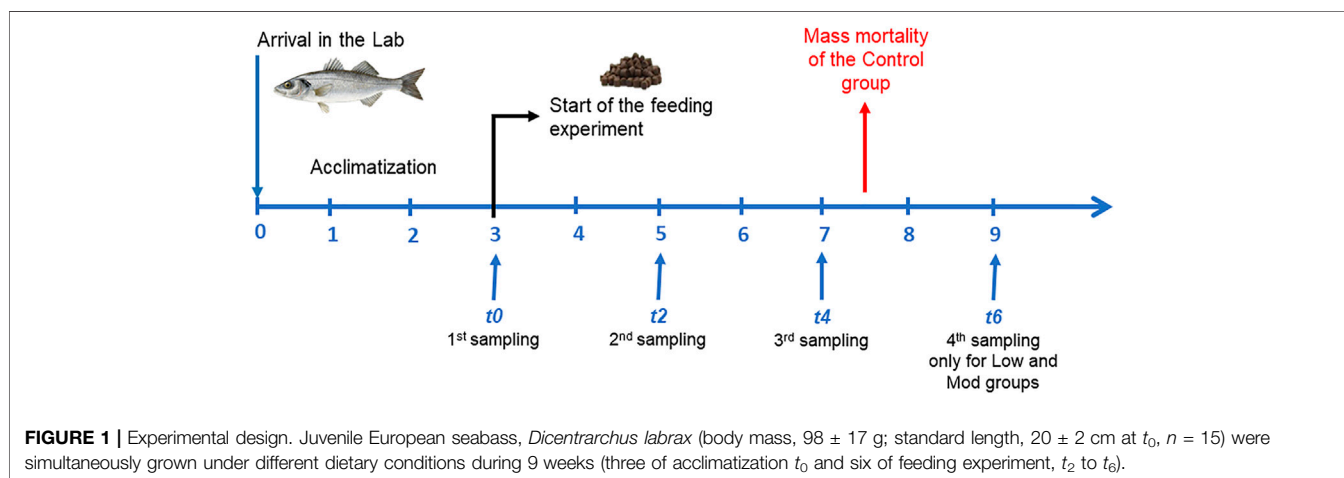 Arrival in the Lab
Mass mortality
of the Control
group
Start of the feeding
experiment
Acclimatization
0 1 2 3 4 5 6 7 8 9
t0 t2 t4 t6
1st sampling 2nd sampling 3rd sampling 4th sampling
only for Low and
Mod groups
FIGURE 1 | Experimental design. Juvenile European seabass, Dicentrarchus labrax (body mass, 98 ± 17 g; standard length, 20 ± 2 cm at t0, n = 15) were
simultaneously grown under different dietary conditions during 9 weeks (three of acclimatization t0 and six of feeding experiment, t2 to t6).